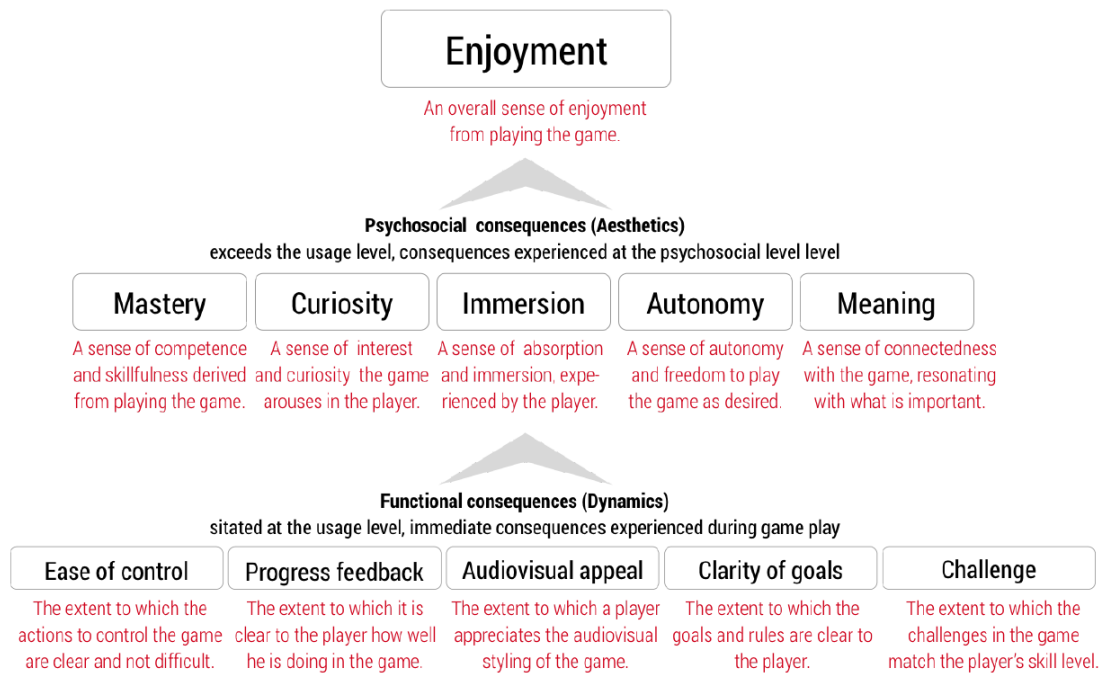 Enjoyment
An overall sense of enjoyment
from playing the game.
Psychosocial consequences (Aesthetics)
exceeds the usage level, consequences experienced at the psychosocial level level
Mastery
A sense of competence
and skillfulness derived
from playing the game.
Curiosity
A sense of interest
and curiosity the game
arouses in the player.
Immersion
A sense of absorption
and immersion, expe-
rienced by the player.
Autonomy
A sense of autonomy
and freedom to play
the game as desired.
Meaning
A sense of connectedness
with the game, resonating
with what is important.
Functional consequences (Dynamics)
sitated at the usage level, immediate consequences experienced during game play
Ease of control
The extent to which the
actions to control the game
are clear and not difficult.
Progress feedback
The extent to which it is
clear to the player how well
he is doing in the game.
Audiovisual appeal
The extent to which a player
appreciates the audiovisual
styling of the game.
Clarity of goals
The extent to which the
goals and rules are clear to
the player.
Challenge
The extent to which the
challenges in the game
match the player's skill level.